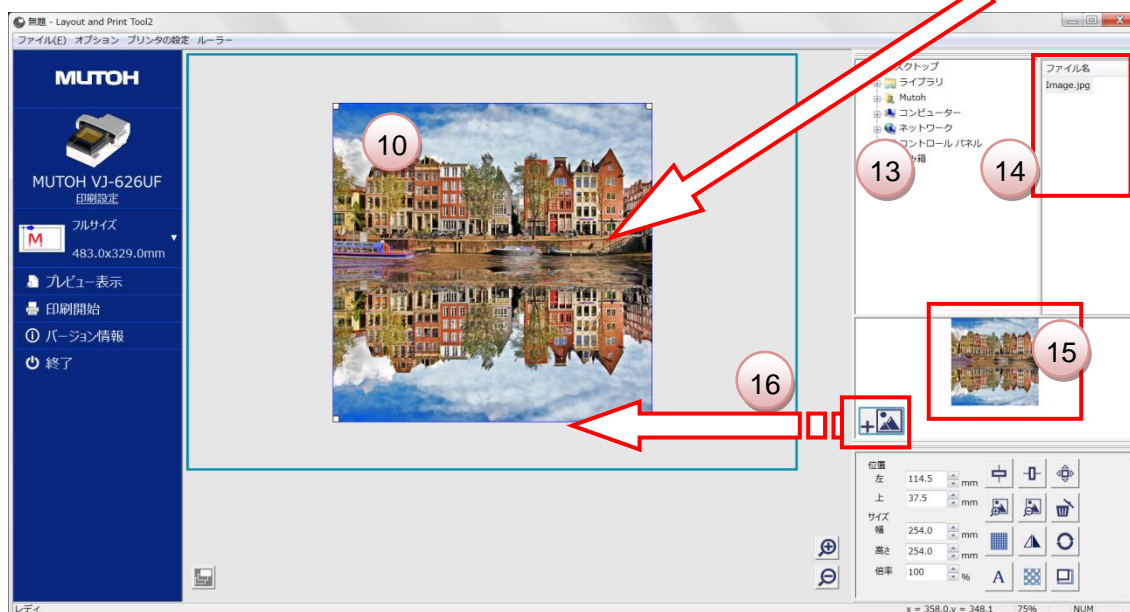 無題 - Layout and Print Tool2
ファイル(E) オプション プリンタの設定 ルーラー
MUTOH
MUTOH VJ-626UF
印刷設定
M
フルサイズ
483.0x329.0mm
プレビュー表示
印刷開始
バージョン情報
終了
10
スクトップ
ライブラリ
Mutoh
コンピューター
ネットワーク
コントロール パネル
箱
13
14
ファイル名
Image.jpg
15
16
位置
左 114.5 mm
上 37.5 mm
サイズ
幅 254.0 mm
高さ 254.0 mm
倍率 100 %
A
レディ
x = 358.0,y = 348.1 75% NUM